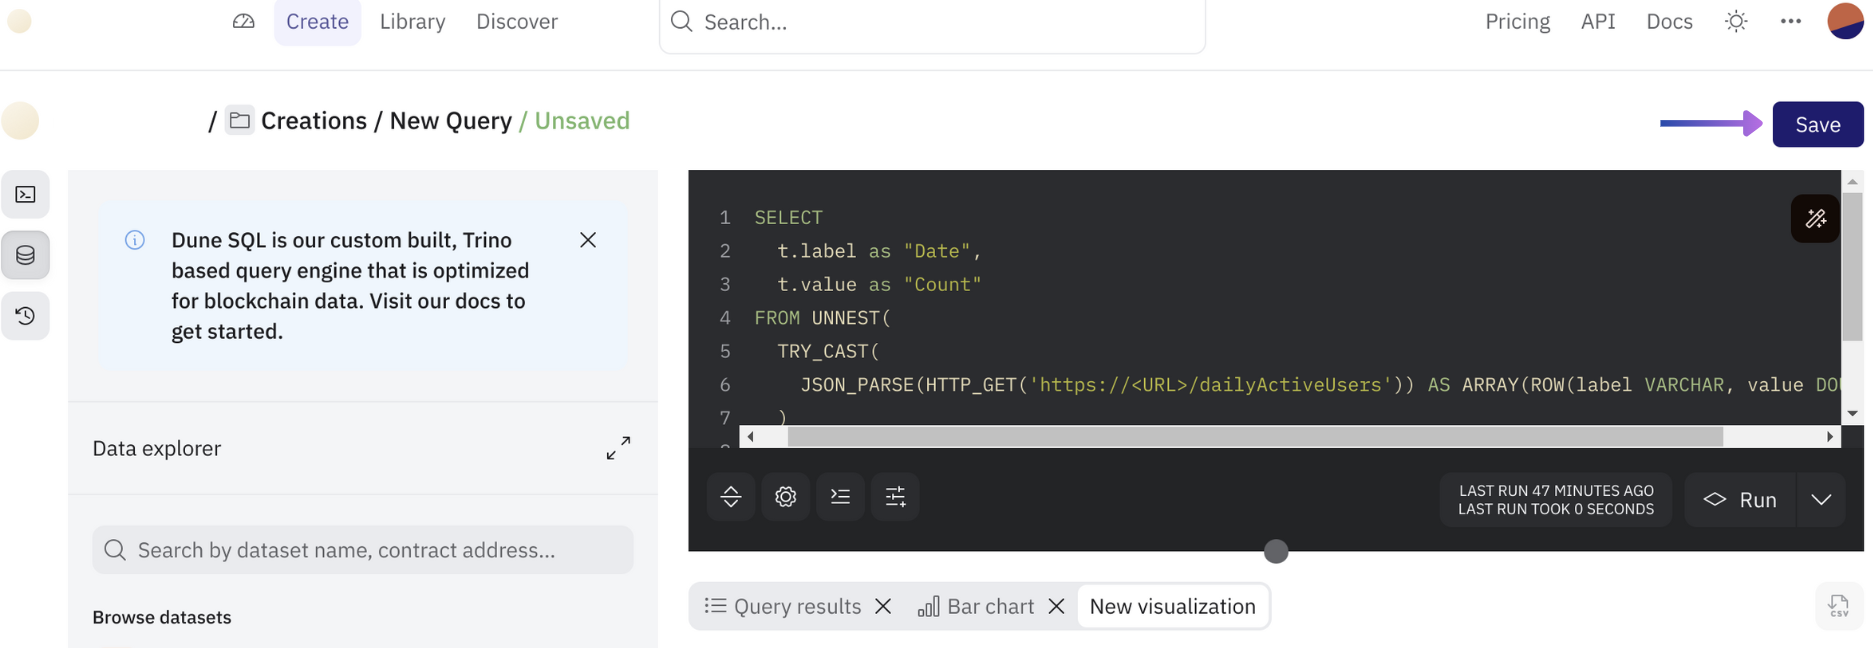 Create Library Discover Search... Pricing API Docs
/ Creations / New Query / Unsaved
Save
Dune SQL is our custom built, Trino
based query engine that is optimized
for blockchain data. Visit our docs to
get started.
Data explorer
Search by dataset name, contract address...
Browse datasets
1 SELECT
2 t.label as "Date",
3 t.value as "Count"
4 FROM UNNEST(
5 TRY_CAST(
6 JSON_PARSE(HTTP_GET('https://<URL>/dailyActiveUsers')) AS ARRAY(ROW(label VARCHAR, value DOU
7 )
LAST RUN 47 MINUTES AGO
LAST RUN TOOK 0 SECONDS
Run
Query results Bar chart New visualization
CSV